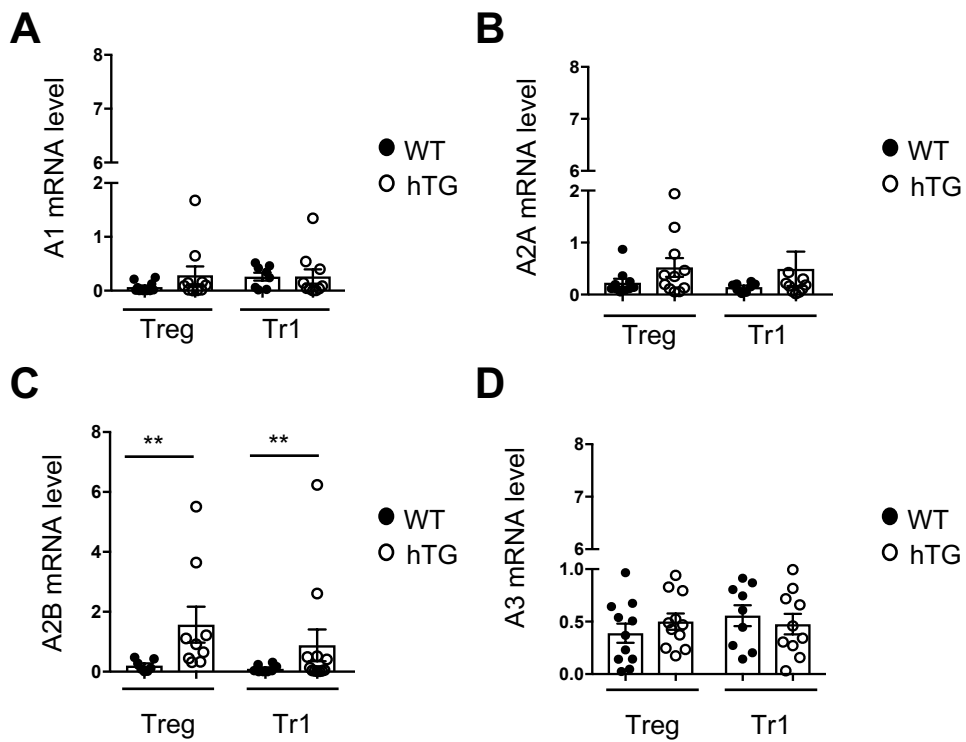 A
A1 mRNA level
8
7
6
2
1
0
Treg
Tr1
WT
hTG
B
A2A mRNA level
8
7
6
2
1
0
Treg
Tr1
WT
hTG
C
A2B mRNA level
8
6
4
2
0
**
**
Treg
Tr1
WT
hTG
D
A3 mRNA level
8
7
6
1.0
0.5
0.0
Treg
Tr1
WT
hTG